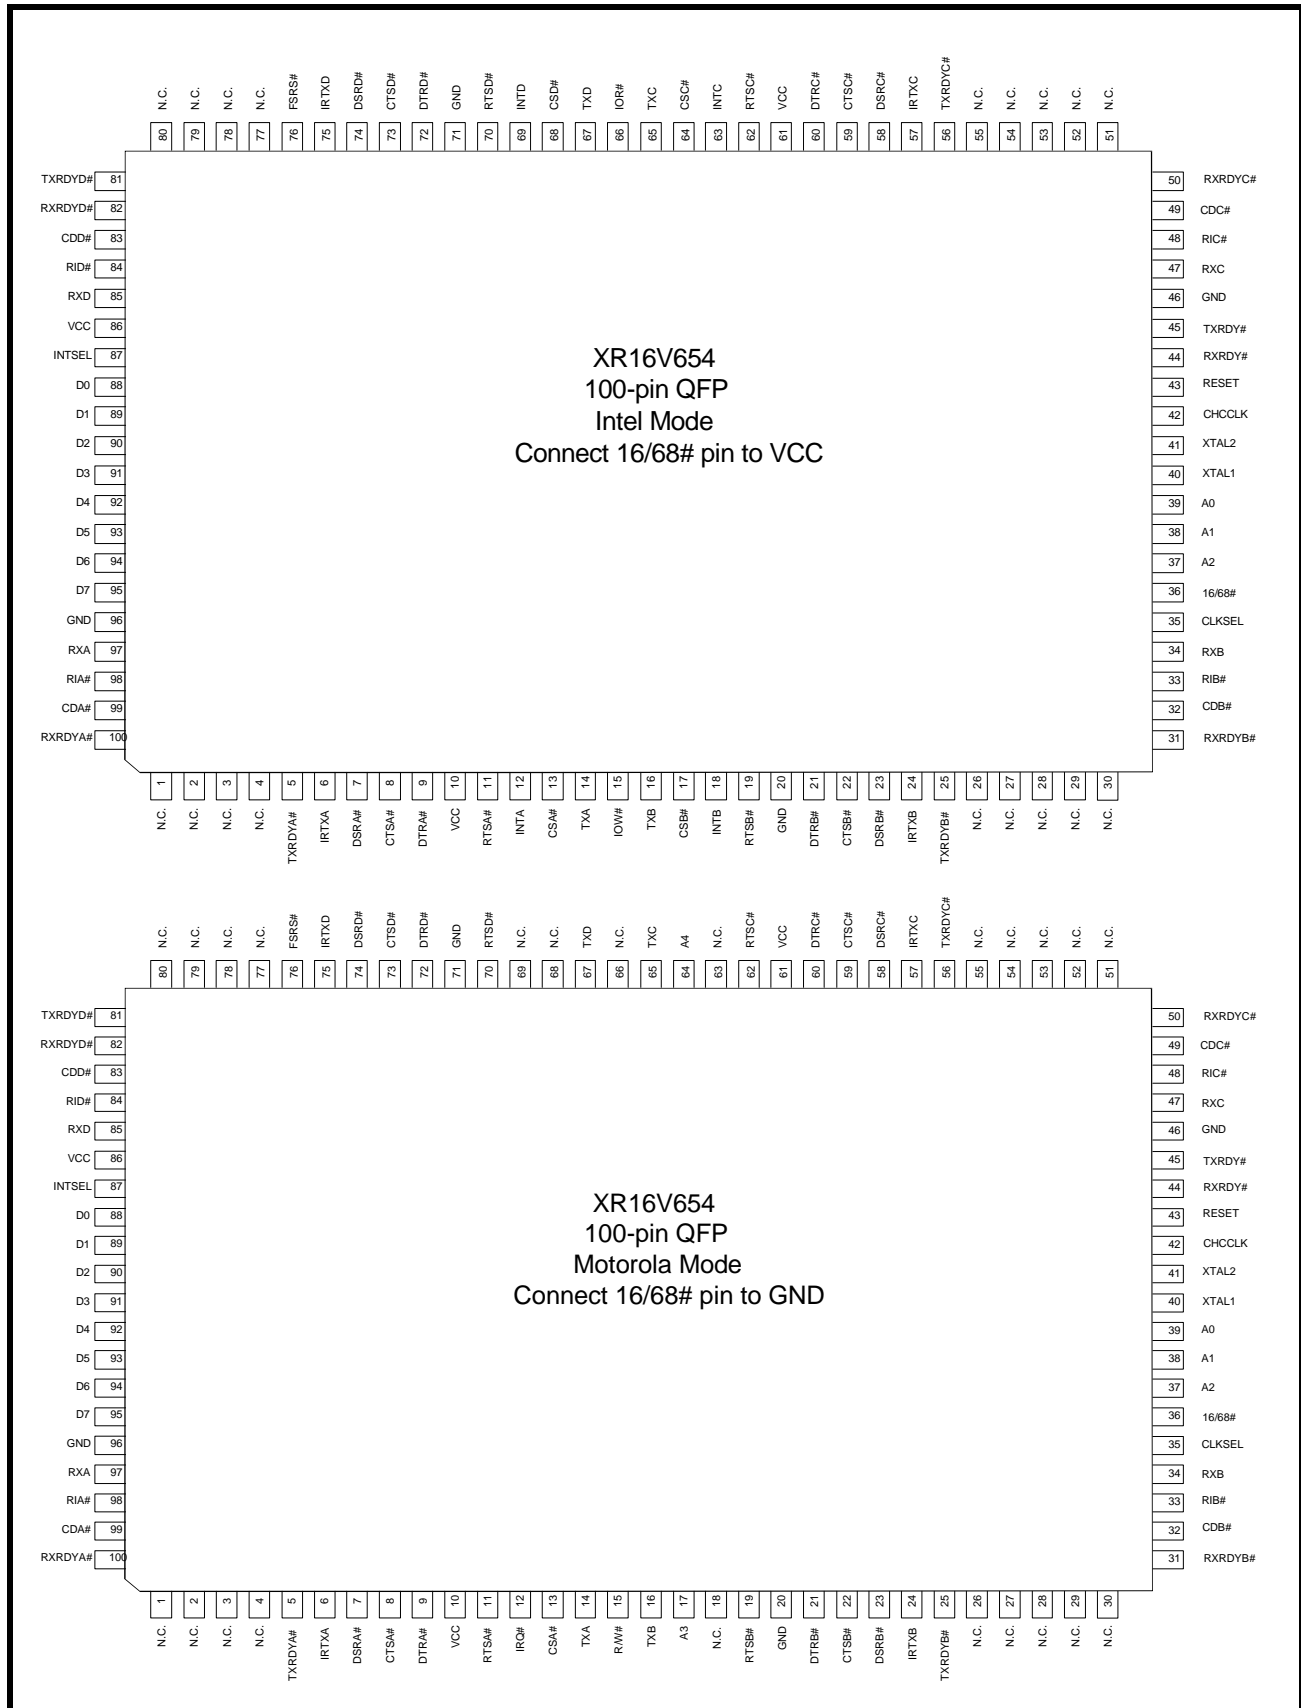 N.C. N.C. N.C. N.C. FSRS# IRTXD DSRD# CTSD# DTRD# GND RTSD# INTD CSD# TXD IOR# TXC CSC# INTC RTSC# VCC DTRC# CTSC# DSRC# IRTXC TXRDYC# N.C. N.C. N.C. N.C. N.C.
80 79 78 77 76 75 74 73 72 71 70 69 68 67 66 65 64 63 62 61 60 59 58 57 56 55 54 53 52 51
TXRDYD# 81
RXRDYD# 82
CDD# 83
RID# 84
RXD 85
VCC 86
INTSEL 87
D0 88
D1 89
D2 90
D3 91
D4 92
D5 93
D6 94
D7 95
GND 96
RXA 97
RIA# 98
CDA# 99
RXRDYA# 100
XR16V654
100-pin QFP
Intel Mode
Connect 16/68# pin to VCC
50 RXRDYC#
49 CDC#
48 RIC#
47 RXC
46 GND
45 TXRDY#
44 RXRDY#
43 RESET
42 CHCCLK
41 XTAL2
40 XTAL1
39 A0
38 A1
37 A2
36 16/68#
35 CLKSEL
34 RXB
33 RIB#
32 CDB#
31 RXRDYB#
1 2 3 4 5 6 7 8 9 10 11 12 13 14 15 16 17 18 19 20 21 22 23 24 25 26 27 28 29 30
N.C. N.C. N.C. N.C. TXRDYA# IRTXA DSRA# CTSA# DTRA# VCC RTSA# INTA CSA# TXA IOW# TXB CSB# INTB RTSB# GND DTRB# CTSB# DSRB# IRTXB TXRDYB# N.C. N.C. N.C. N.C. N.C.
N.C. N.C. N.C. N.C. FSRS# IRTXD DSRD# CTSD# DTRD# GND RTSD# N.C. N.C. TXD N.C. TXC A4 N.C. RTSC# VCC DTRC# CTSC# DSRC# IRTXC TXRDYC# N.C. N.C. N.C. N.C. N.C.
80 79 78 77 76 75 74 73 72 71 70 69 68 67 66 65 64 63 62 61 60 59 58 57 56 55 54 53 52 51
TXRDYD# 81
RXRDYD# 82
CDD# 83
RID# 84
RXD 85
VCC 86
INTSEL 87
D0 88
D1 89
D2 90
D3 91
D4 92
D5 93
D6 94
D7 95
GND 96
RXA 97
RIA# 98
CDA# 99
RXRDYA# 100
XR16V654
100-pin QFP
Motorola Mode
Connect 16/68# pin to GND
50 RXRDYC#
49 CDC#
48 RIC#
47 RXC
46 GND
45 TXRDY#
44 RXRDY#
43 RESET
42 CHCCLK
41 XTAL2
40 XTAL1
39 A0
38 A1
37 A2
36 16/68#
35 CLKSEL
34 RXB
33 RIB#
32 CDB#
31 RXRDYB#
1 2 3 4 5 6 7 8 9 10 11 12 13 14 15 16 17 18 19 20 21 22 23 24 25 26 27 28 29 30
N.C. N.C. N.C. N.C. TXRDYA# IRTXA DSRA# CTSA# DTRA# VCC RTSA# IRQ# CSA# TXA R/W# TXB A3 N.C. RTSB# GND DTRB# CTSB# DSRB# IRTXB TXRDYB# N.C. N.C. N.C. N.C. N.C.